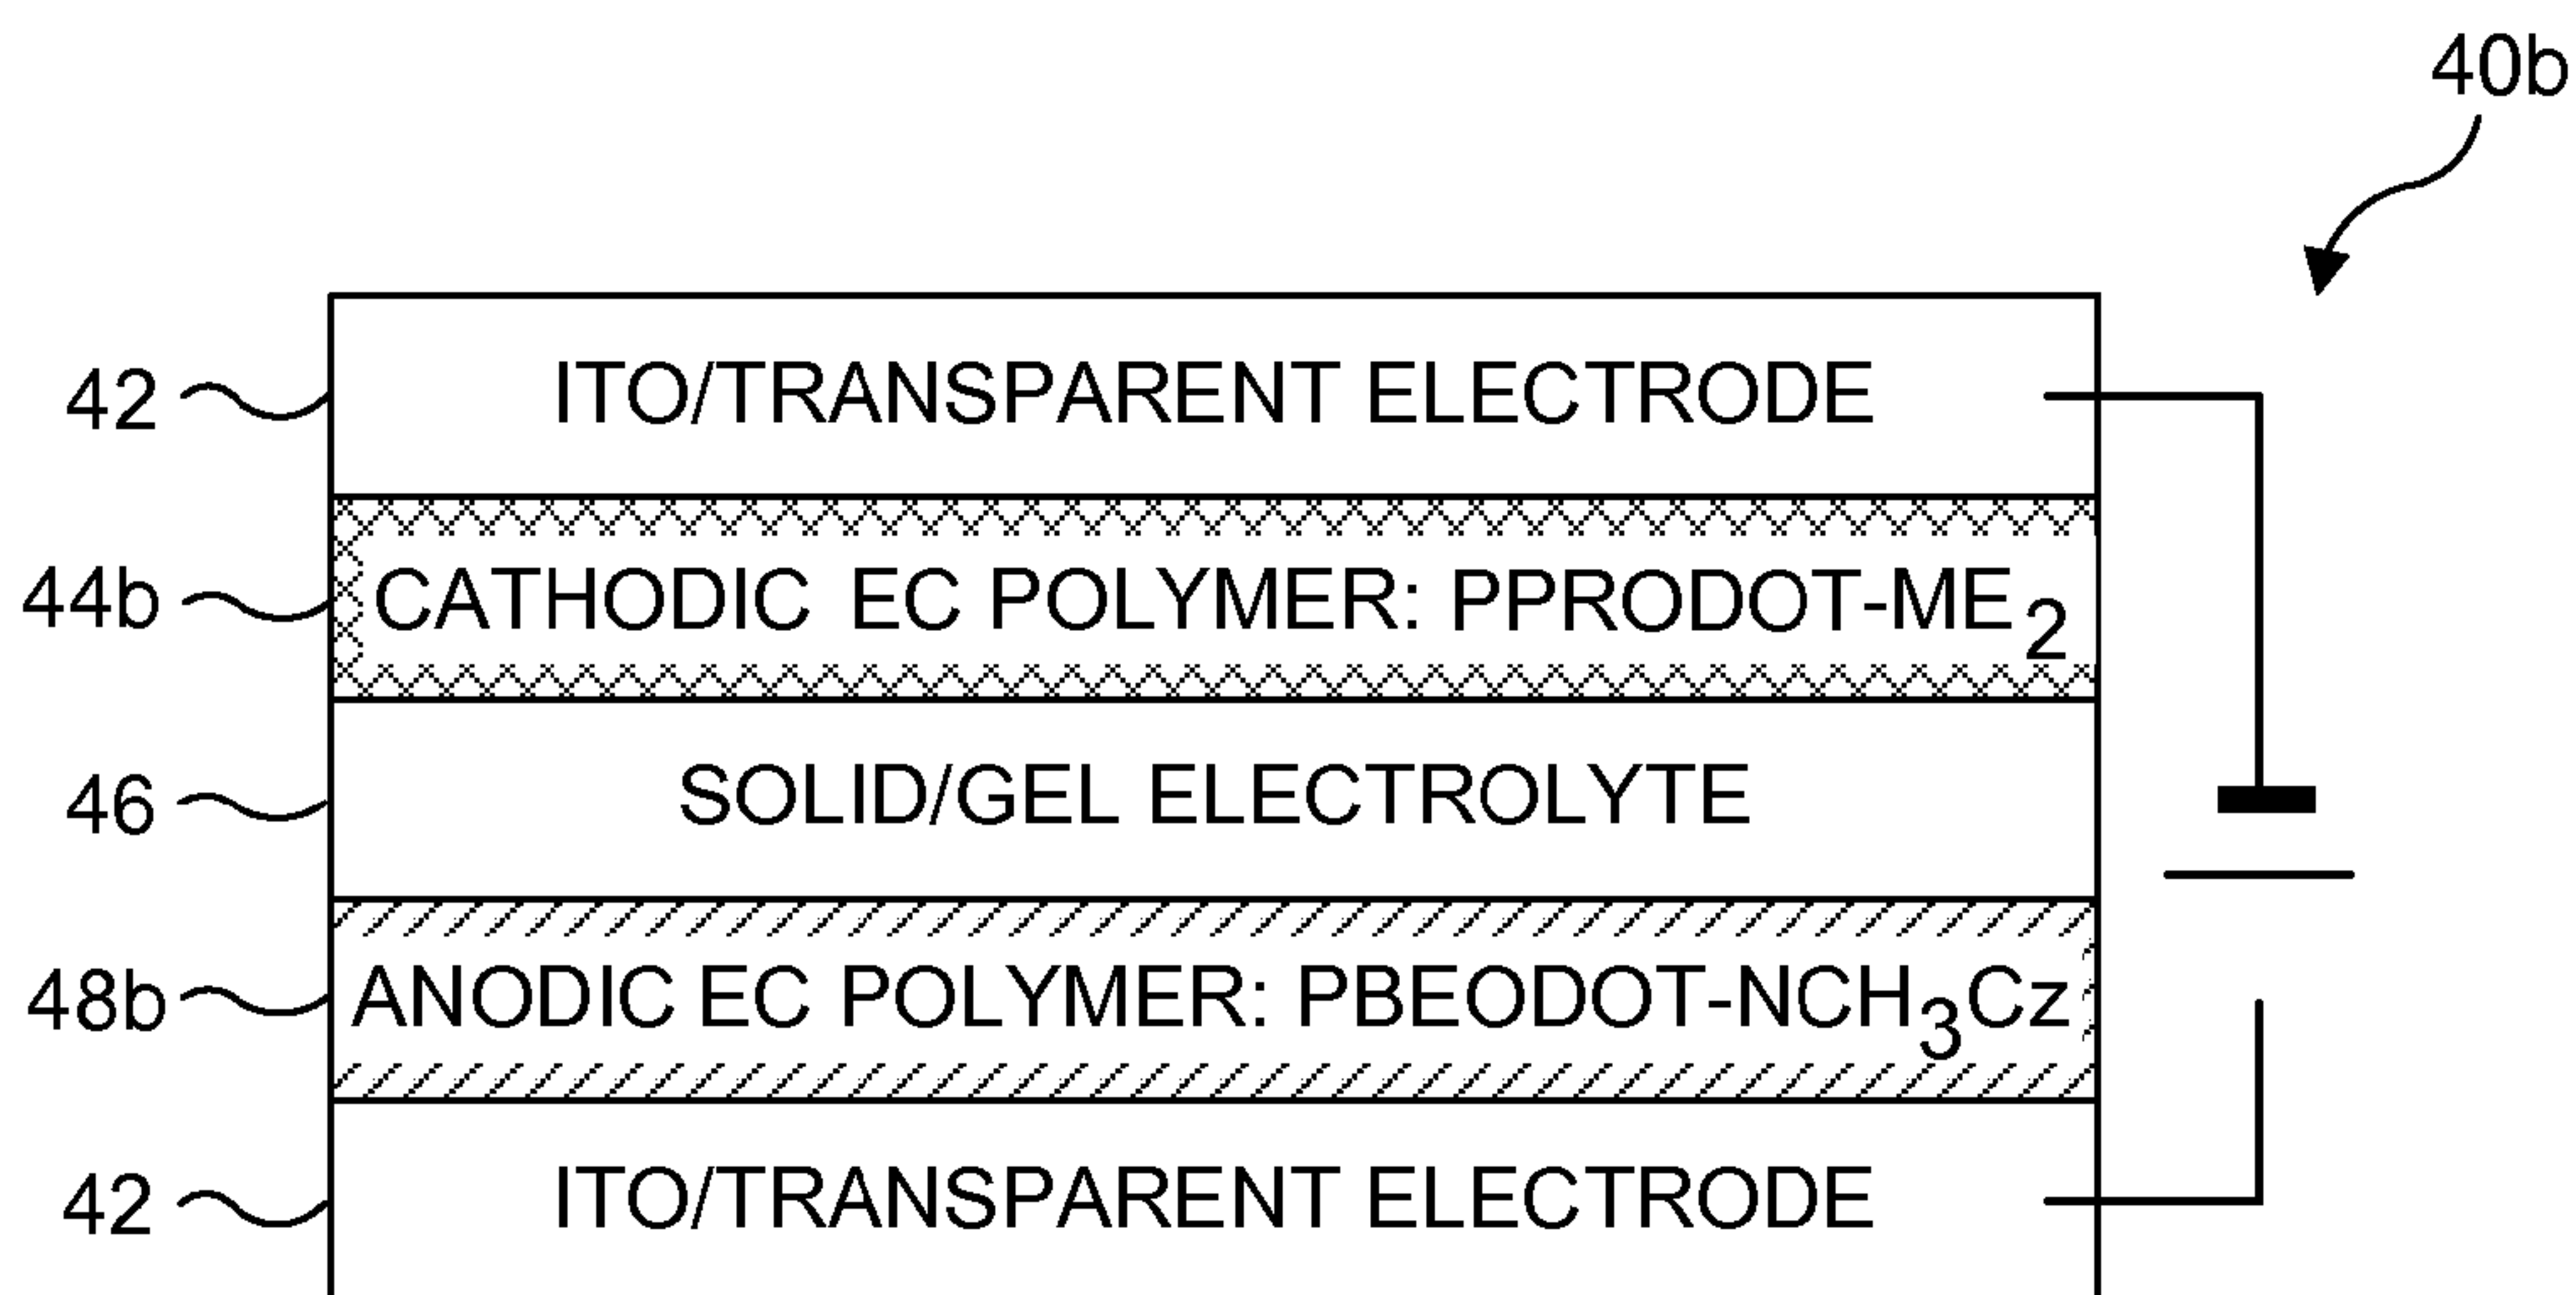 40b
42 ITO/TRANSPARENT ELECTRODE
44b CATHODIC EC POLYMER: PPRODOT-ME2
46 SOLID/GEL ELECTROLYTE
48b ANODIC EC POLYMER: PBEODOT-NCH3Cz
42 ITO/TRANSPARENT ELECTRODE